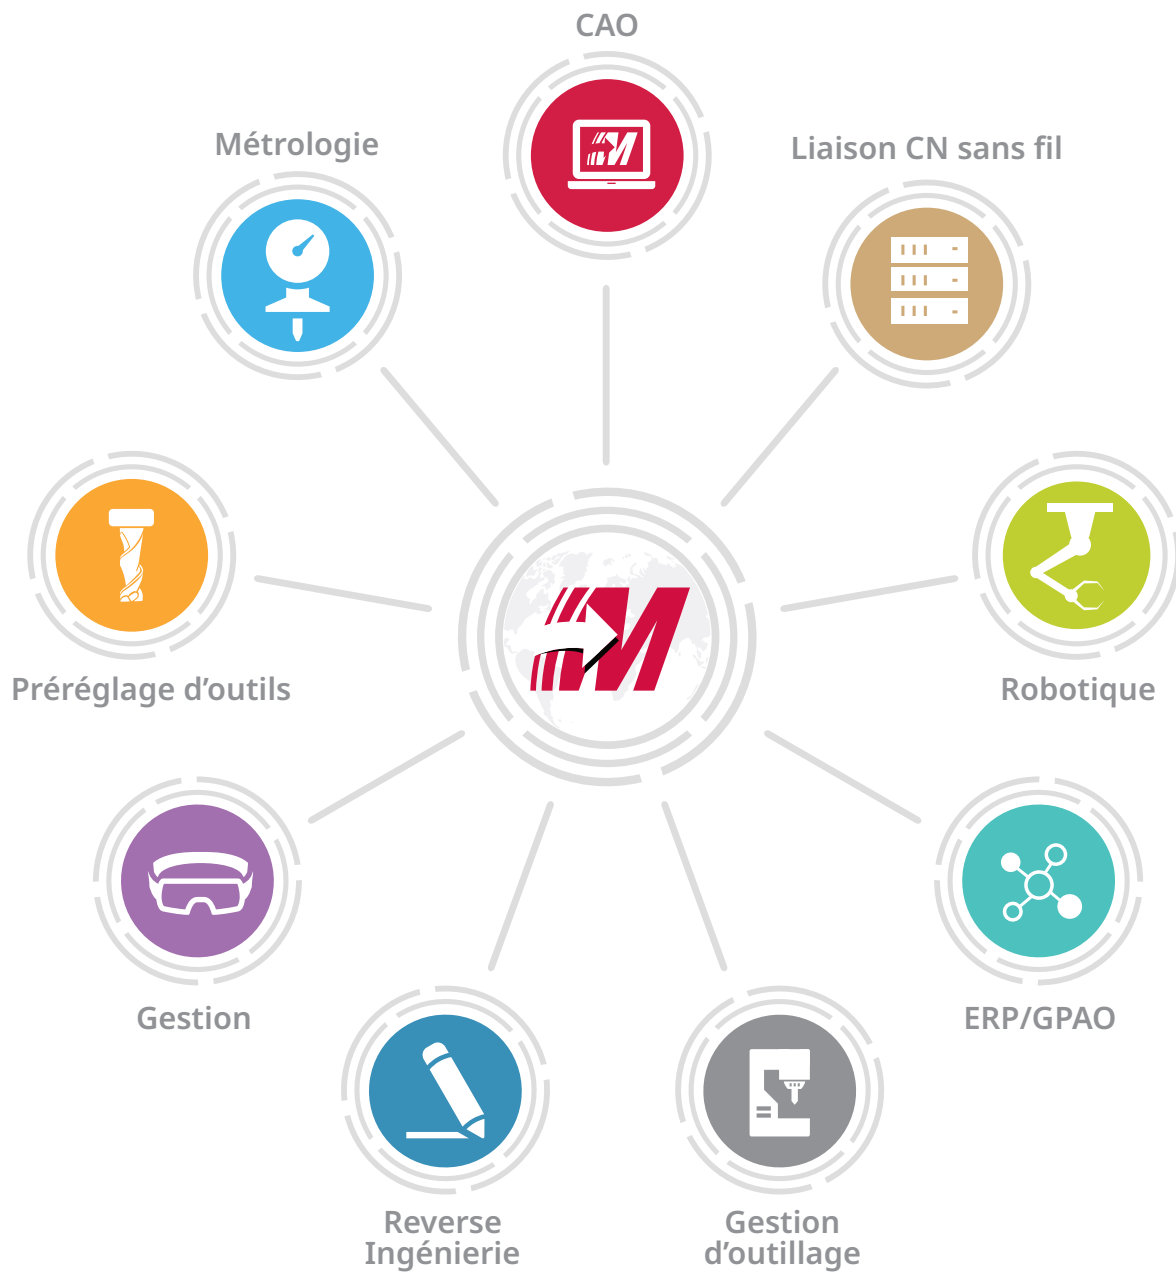 CAO
Métrologie
Liaison CN sans fil
Préréglage d’outils
Robotique
Gestion
ERP/GPAO
Reverse
Ingénierie
Gestion
d’outillage